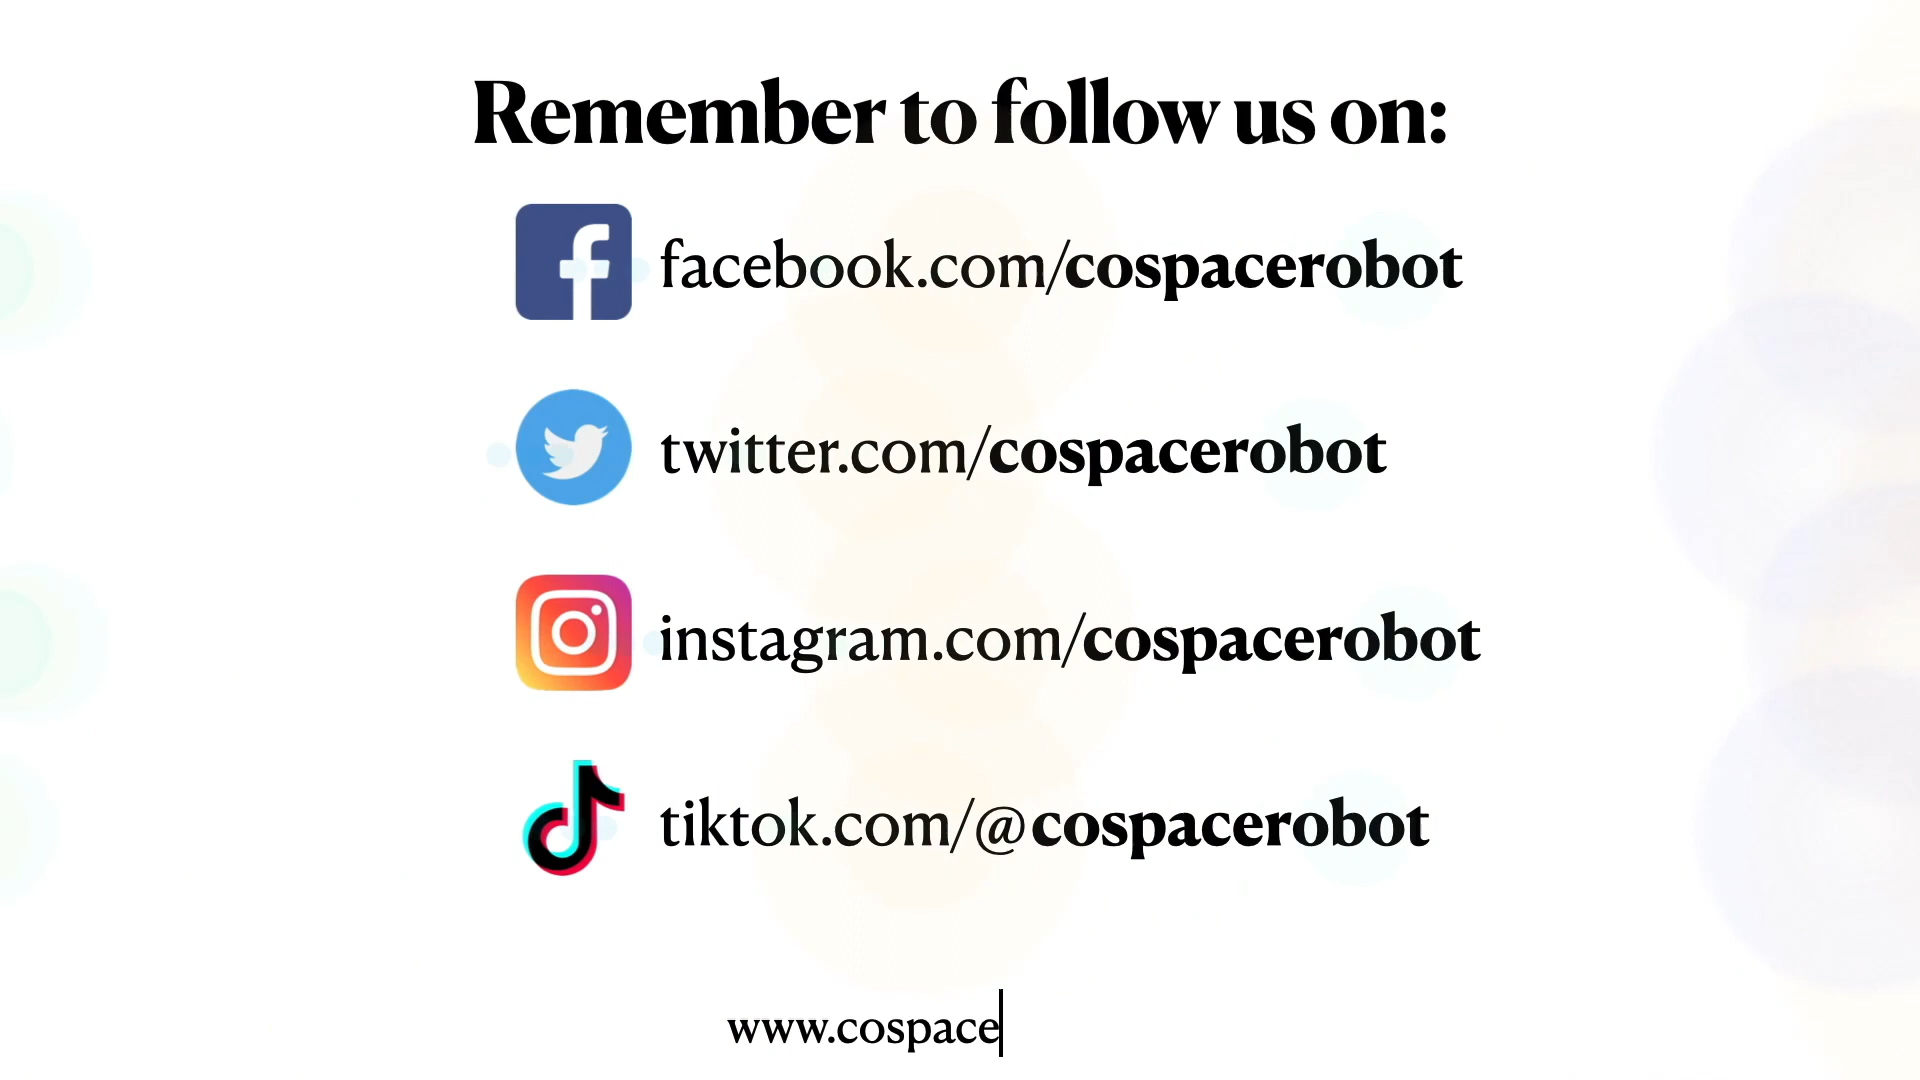 Remember to follow us on:
facebook.com/cospacerobot
twitter.com/cospacerobot
instagram.com/cospacerobot
tiktok.com/@cospacerobot
www.cospace